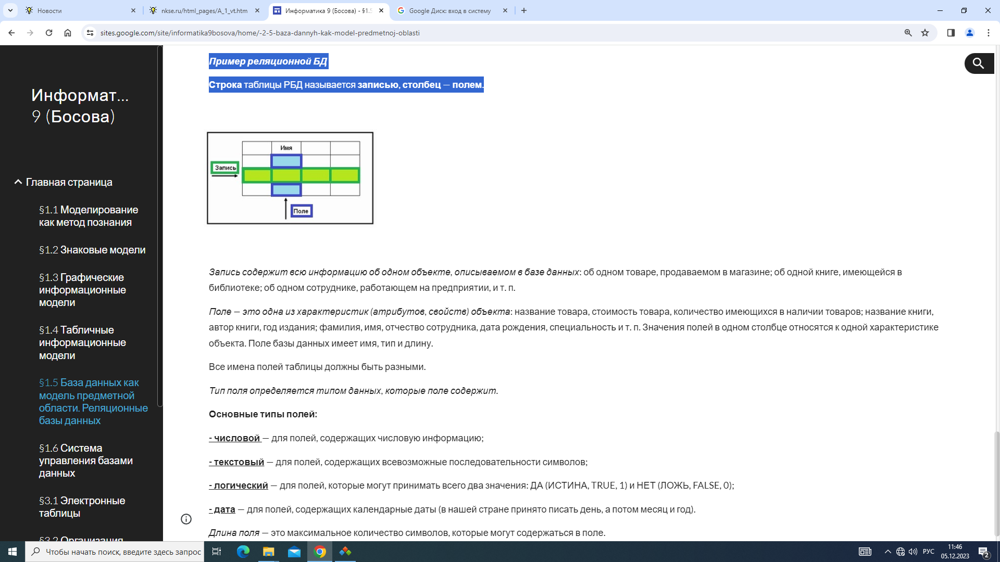 Новости
nkse.ru/html_pages/A_1_vt.htm
Информатика 9 (Босова) - §1.5
Google Диск: вход в систему
sites.google.com/site/informatika9bosova/home/-2-5-baza-dannyh-kak-model-predmetnoj-oblasti
Информат...
9 (Босова)
Главная страница
§1.1 Моделирование
как метод познания
§1.2 Знаковые модели
§1.3 Графические
информационные
модели
§1.4 Табличные
информационные
модели
§1.5 База данных как
модель предметной
области. Реляционные
базы данных
§1.6 Система
управления базами
данных
§3.1 Электронные
таблицы
§3.2 Организация
Пример реляционной БД
Строка таблицы РБД называется записью, столбец — полем.
Имя
Запись
Поле
Запись содержит всю информацию об одном объекте, описываемом в базе данных: об одном товаре, продаваемом в магазине; об одной книге, имеющейся в
библиотеке; об одном сотруднике, работающем на предприятии, и т. п.
Поле — это одна из характеристик (атрибутов, свойств) объекта: название товара, стоимость товара, количество имеющихся в наличии товаров; название книги,
автор книги, год издания; фамилия, имя, отчество сотрудника, дата рождения, специальность и т. п. Значения полей в одном столбце относятся к одной характеристике
объекта. Поле базы данных имеет имя, тип и длину.
Все имена полей таблицы должны быть разными.
Тип поля определяется типом данных, которые поле содержит.
Основные типы полей:
- числовой — для полей, содержащих числовую информацию;
- текстовый — для полей, содержащих всевозможные последовательности символов;
- логический — для полей, которые могут принимать всего два значения: ДА (ИСТИНА, TRUE, 1) и НЕТ (ЛОЖЬ, FALSE, 0);
- дата — для полей, содержащих календарные даты (в нашей стране принято писать день, а потом месяц и год).
Длина поля — это максимальное количество символов, которые могут содержаться в поле.
Чтобы начать поиск, введите здесь запрос
РУС
11:46
05.12.2023
2